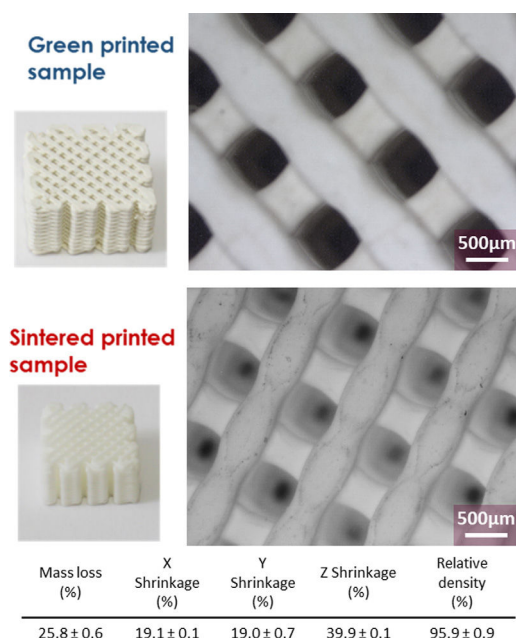 Green printed
sample
500µm
Sintered printed
sample
500µm
Mass loss
(%)
X
Shrinkage
(%)
Y
Shrinkage
(%)
Z Shrinkage
(%)
Relative
density
(%)
25.8 ± 0.6
19.1 ± 0.1
19.0 ± 0.7
39.9 ± 0.1
95.9 ± 0.9